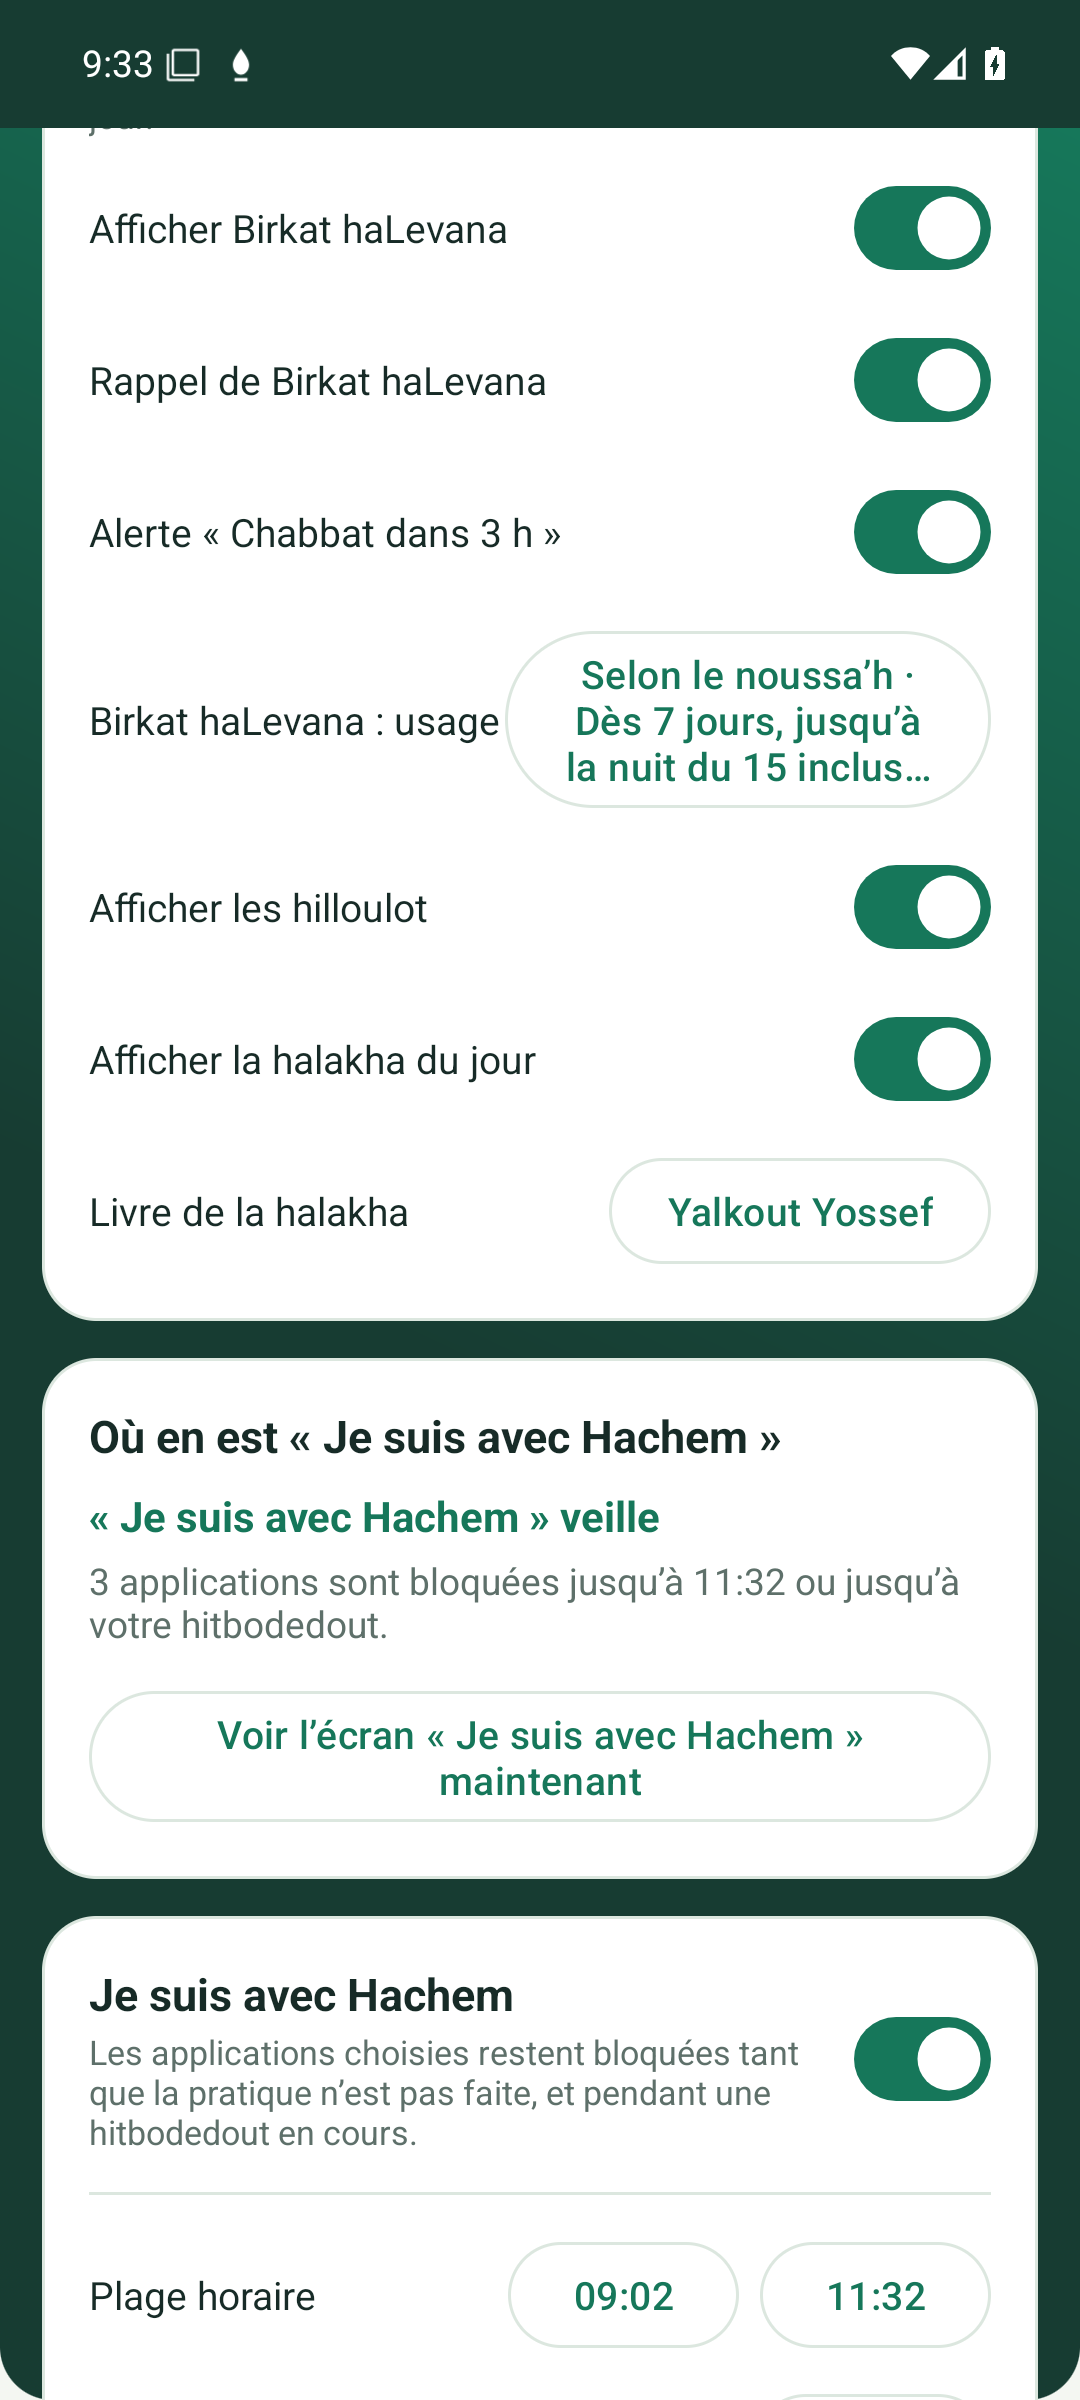 9:33
Afficher Birkat haLevana
Rappel de Birkat haLevana
Alerte « Chabbat dans 3 h »
Birkat haLevana : usage
Selon le noussa’h ·
Dès 7 jours, jusqu’à
la nuit du 15 inclus…
Afficher les hilloulot
Afficher la halakha du jour
Livre de la halakha
Yalkout Yossef
Où en est « Je suis avec Hachem »
« Je suis avec Hachem » veille
3 applications sont bloquées jusqu’à 11:32 ou jusqu’à
votre hitbodedout.
Voir l’écran « Je suis avec Hachem »
maintenant
Je suis avec Hachem
Les applications choisies restent bloquées tant
que la pratique n’est pas faite, et pendant une
hitbodedout en cours.
Plage horaire
09:02
11:32